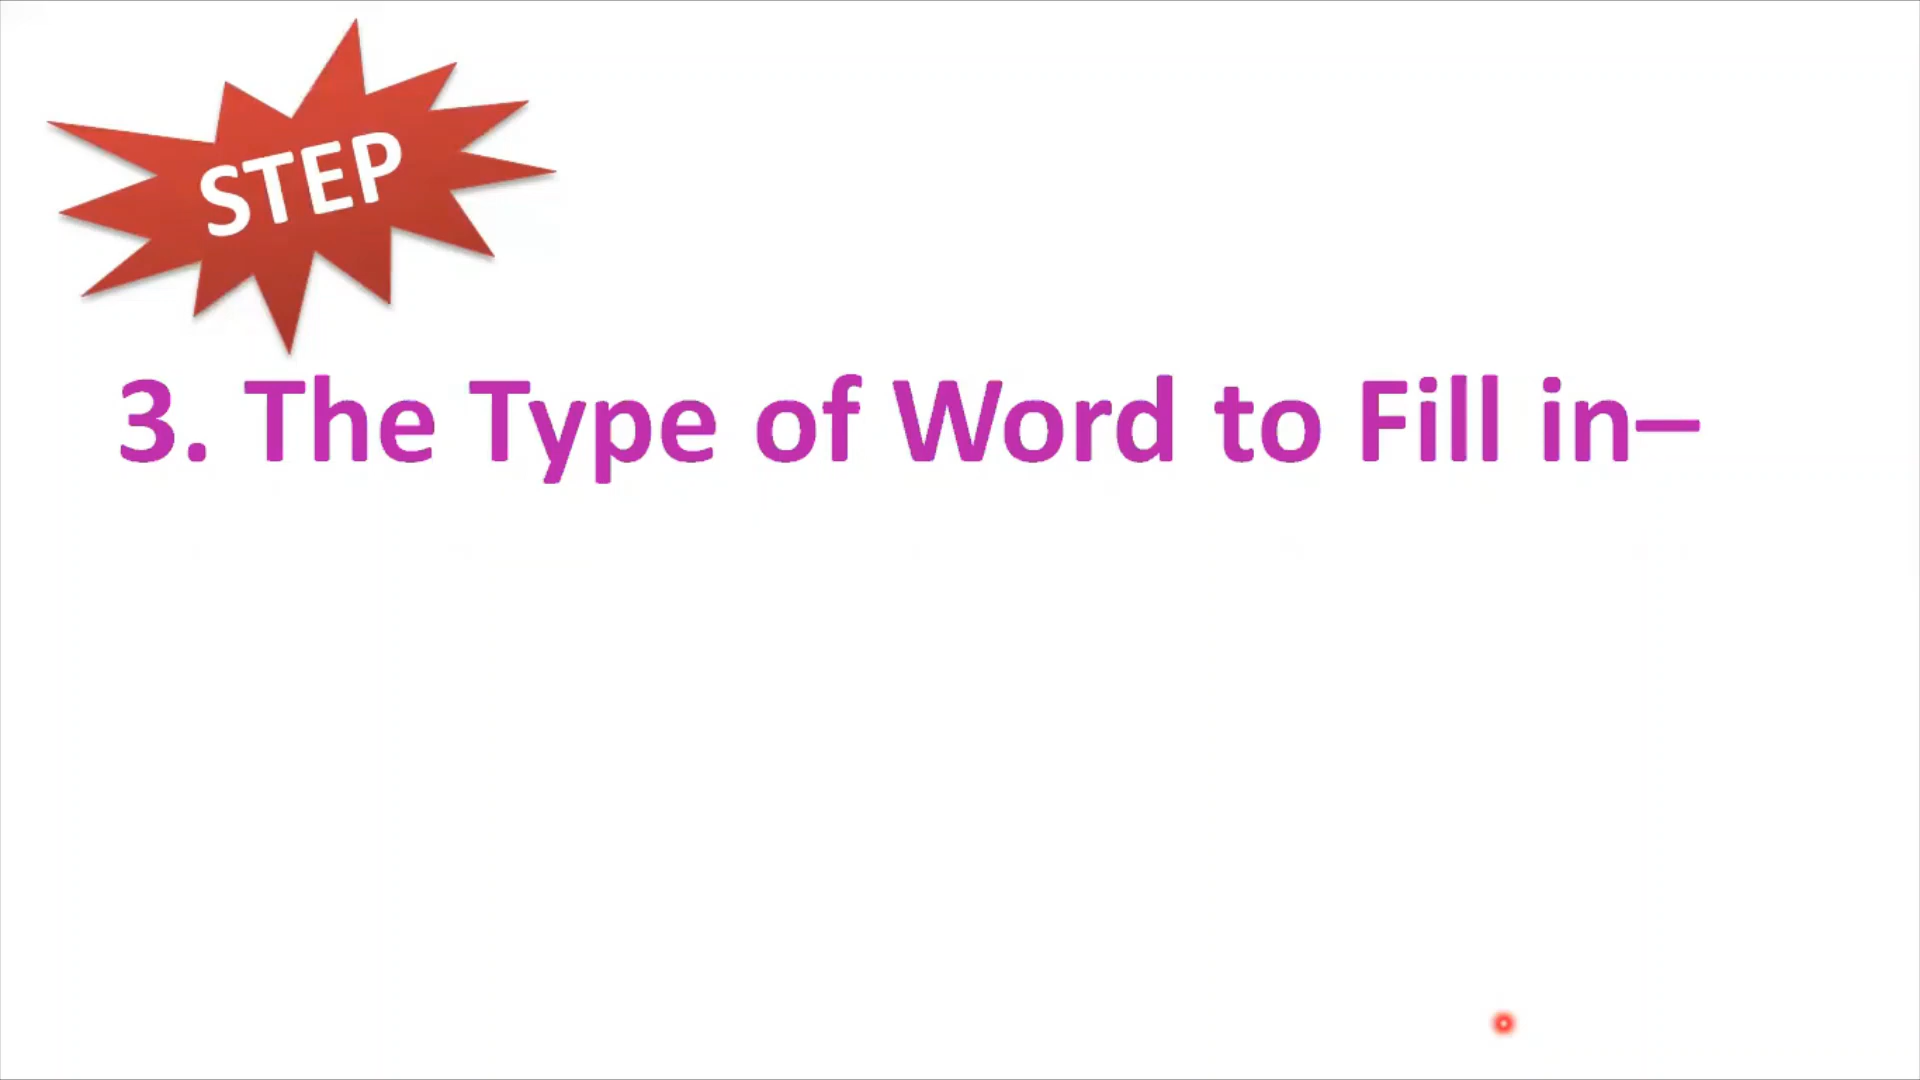 STEP
3. The Type of Word to Fill in–